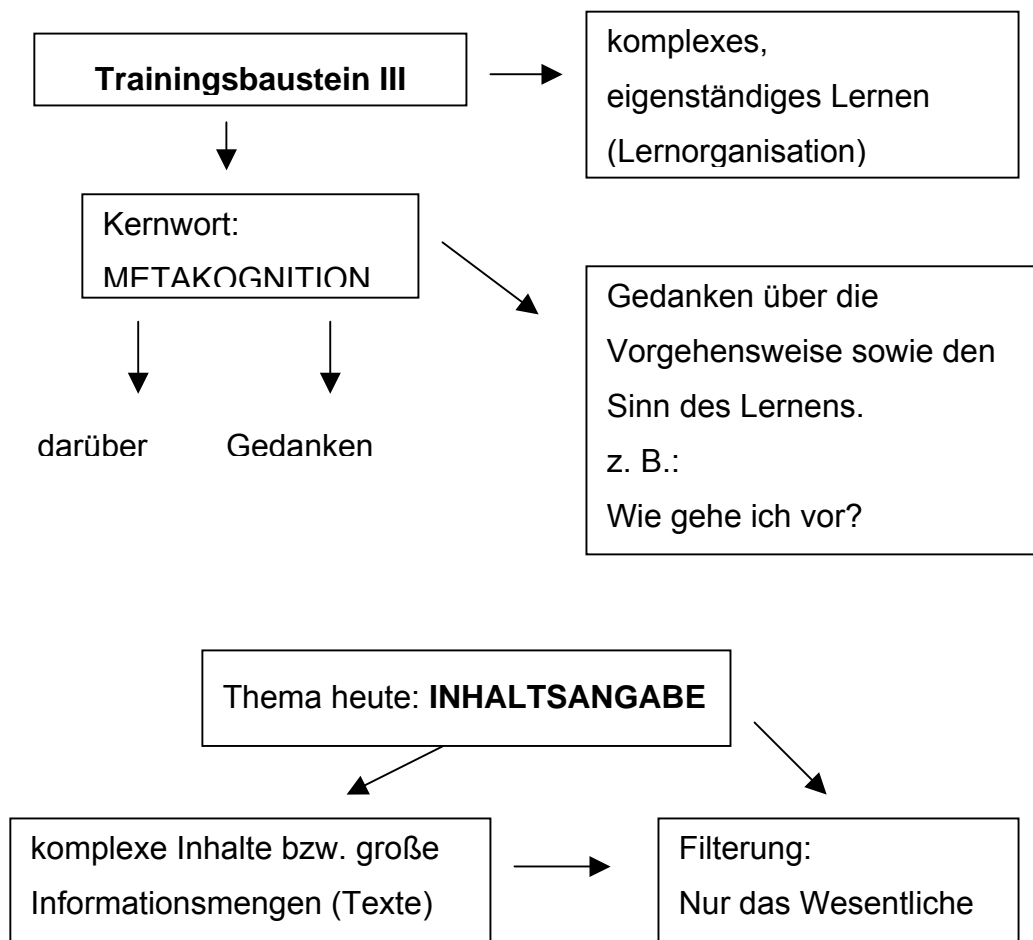 Trainingsbaustein III
komplexes,
eigenständiges Lernen
(Lernorganisation)
Kernwort:
METAKOGNITION
Gedanken über die
Vorgehensweise sowie den
Sinn des Lernens.
z. B.:
Wie gehe ich vor?
darüber
Gedanken
Thema heute: INHALTSANGABE
komplexe Inhalte bzw. große
Informationsmengen (Texte)
Filterung:
Nur das Wesentliche